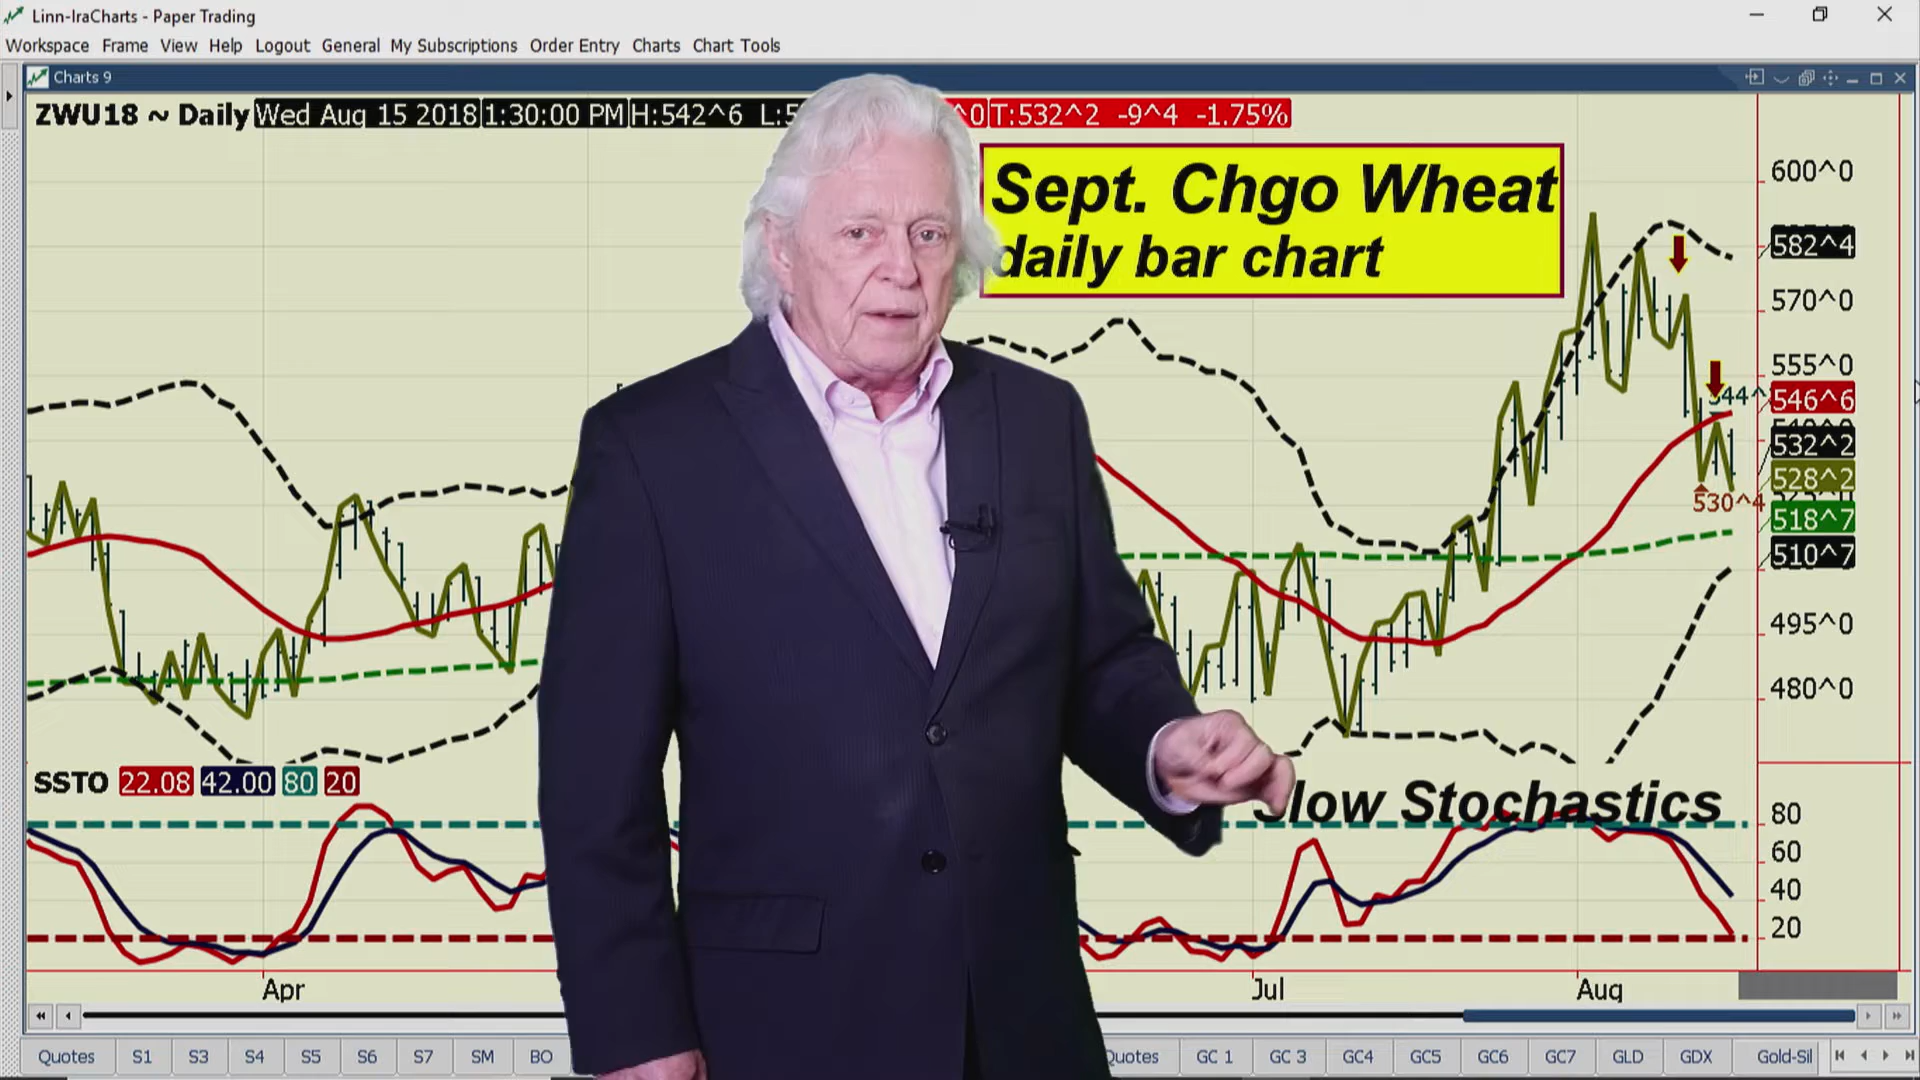 Linn-IraCharts - Paper Trading
Workspace Frame View Help Logout General My Subscriptions Order Entry Charts Chart Tools
Charts 9
ZWU18 ~ Daily Wed Aug 15 2018 1:30:00 PM H:542^6 L:5 ^0 T:532^2 -9^4 -1.75%
Sept. Chgo Wheat
daily bar chart
600^0
582^4
570^0
555^0
544^
546^6
532^2
528^2
530^4
518^7
510^7
495^0
480^0
SSTO 22.08 42.00 80 20
Slow Stochastics
80
60
40
20
Apr Jul Aug
Quotes S1 S3 S4 S5 S6 S7 SM BO Quotes GC 1 GC 3 GC4 GC5 GC6 GC7 GLD GDX Gold-Sil